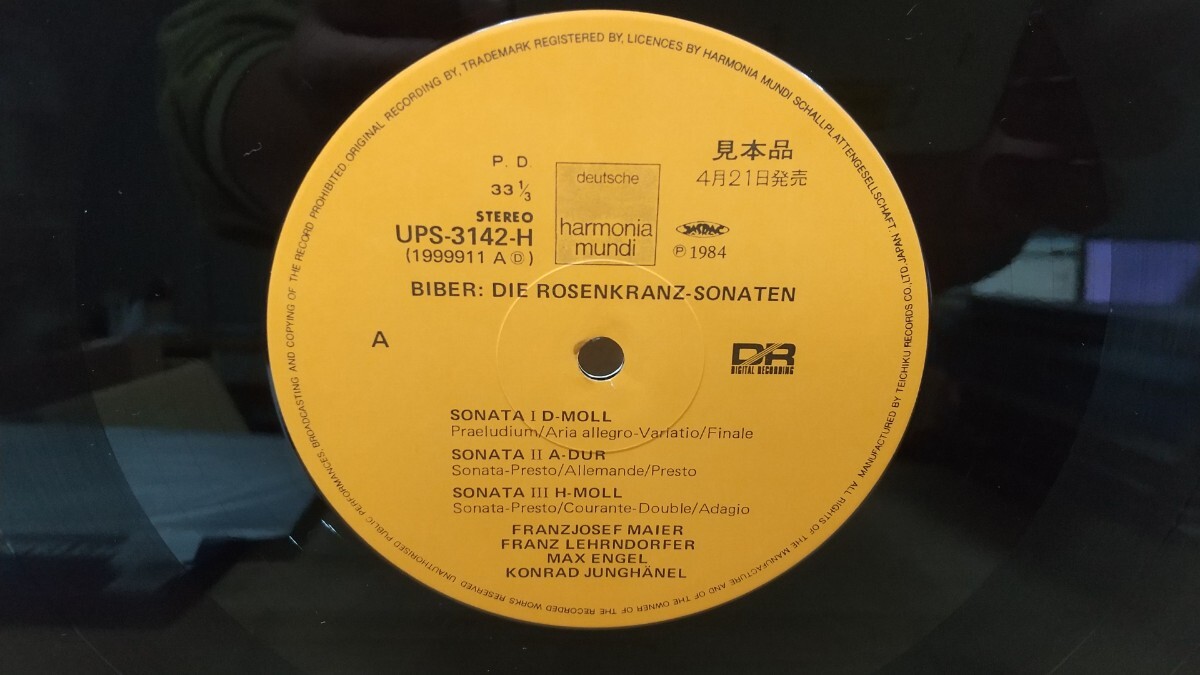 ALL RIGHTS OF THE MANUFACTURE AND OF THE OWNER OF THE RECORDED WORKS RESERVED UNAUTHORISED PUBLIC PERFORMANCES, BROADCASTING AND COPYING OF THE RECORD PROHIBITED ORIGINAL RECORDING BY, TRADEMARK REGISTERED BY, LICENCES BY HARMONIA MUNDI SCHALLPLATTENGESELLSCHAFT. MANUFACTURED BY TEICHIKU RECORDS CO., LTD. JAPAN
P. D.
33 1/3
STEREO
UPS-3142-H
(1999911 A Ⓓ)
deutsche
harmonia
mundi
見本品
4月21日発売
JASRAC
Ⓟ 1984
BIBER: DIE ROSENKRANZ-SONATEN
A
DR
DIGITAL RECORDING
SONATA I D-MOLL
Praeludium/Aria allegro-Variatio/Finale
SONATA II A-DUR
Sonata-Presto/Allemande/Presto
SONATA III H-MOLL
Sonata-Presto/Courante-Double/Adagio
FRANZJOSEF MAIER
FRANZ LEHRNDORFER
MAX ENGEL
KONRAD JUNGHÄNEL